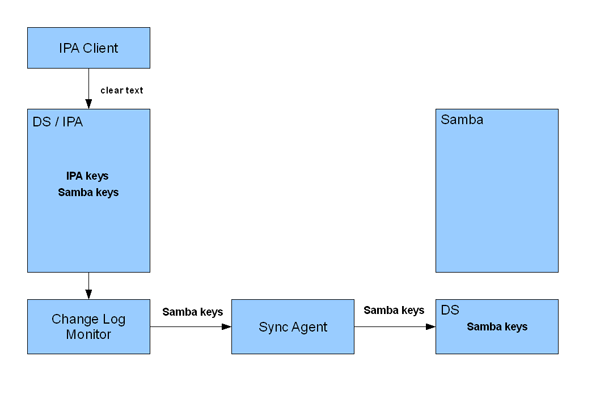 IPA Client
clear text
DS / IPA
IPA keys
Samba keys
Samba
Change Log
Monitor
Samba keys
Sync Agent
Samba keys
DS
Samba keys